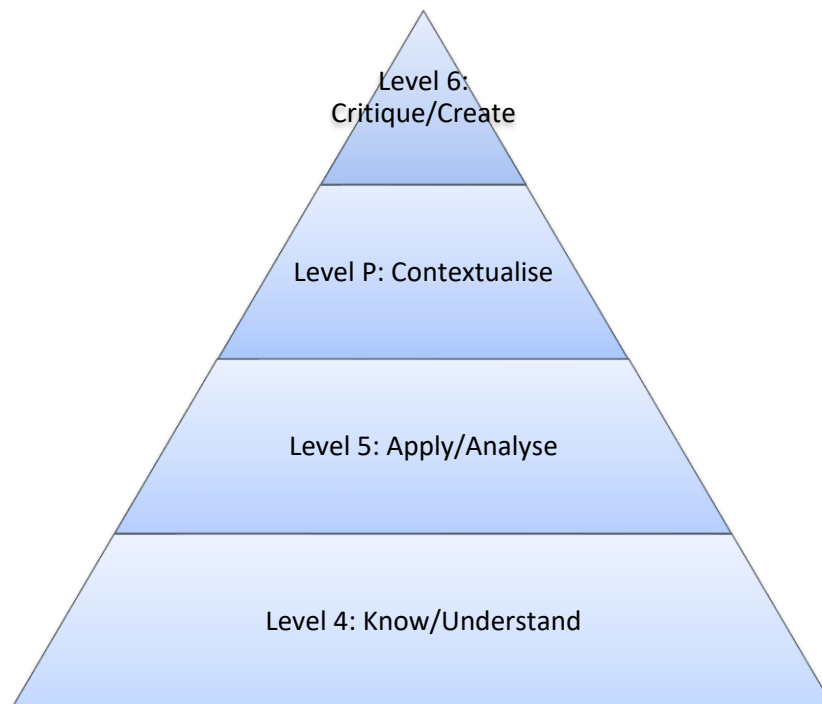 Level 6:
Critique/Create
Level P: Contextualise
Level 5: Apply/Analyse
Level 4: Know/Understand